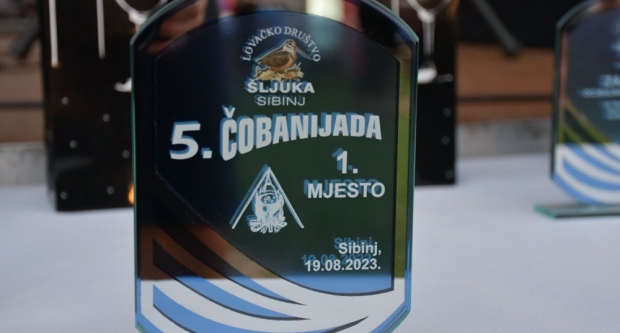 LOVAČKO DRUŠTVO
ŠLJUKA
SIBINJ
5. ČOBANIJADA
1.
MJESTO
Sibinj,
19.08.2023.